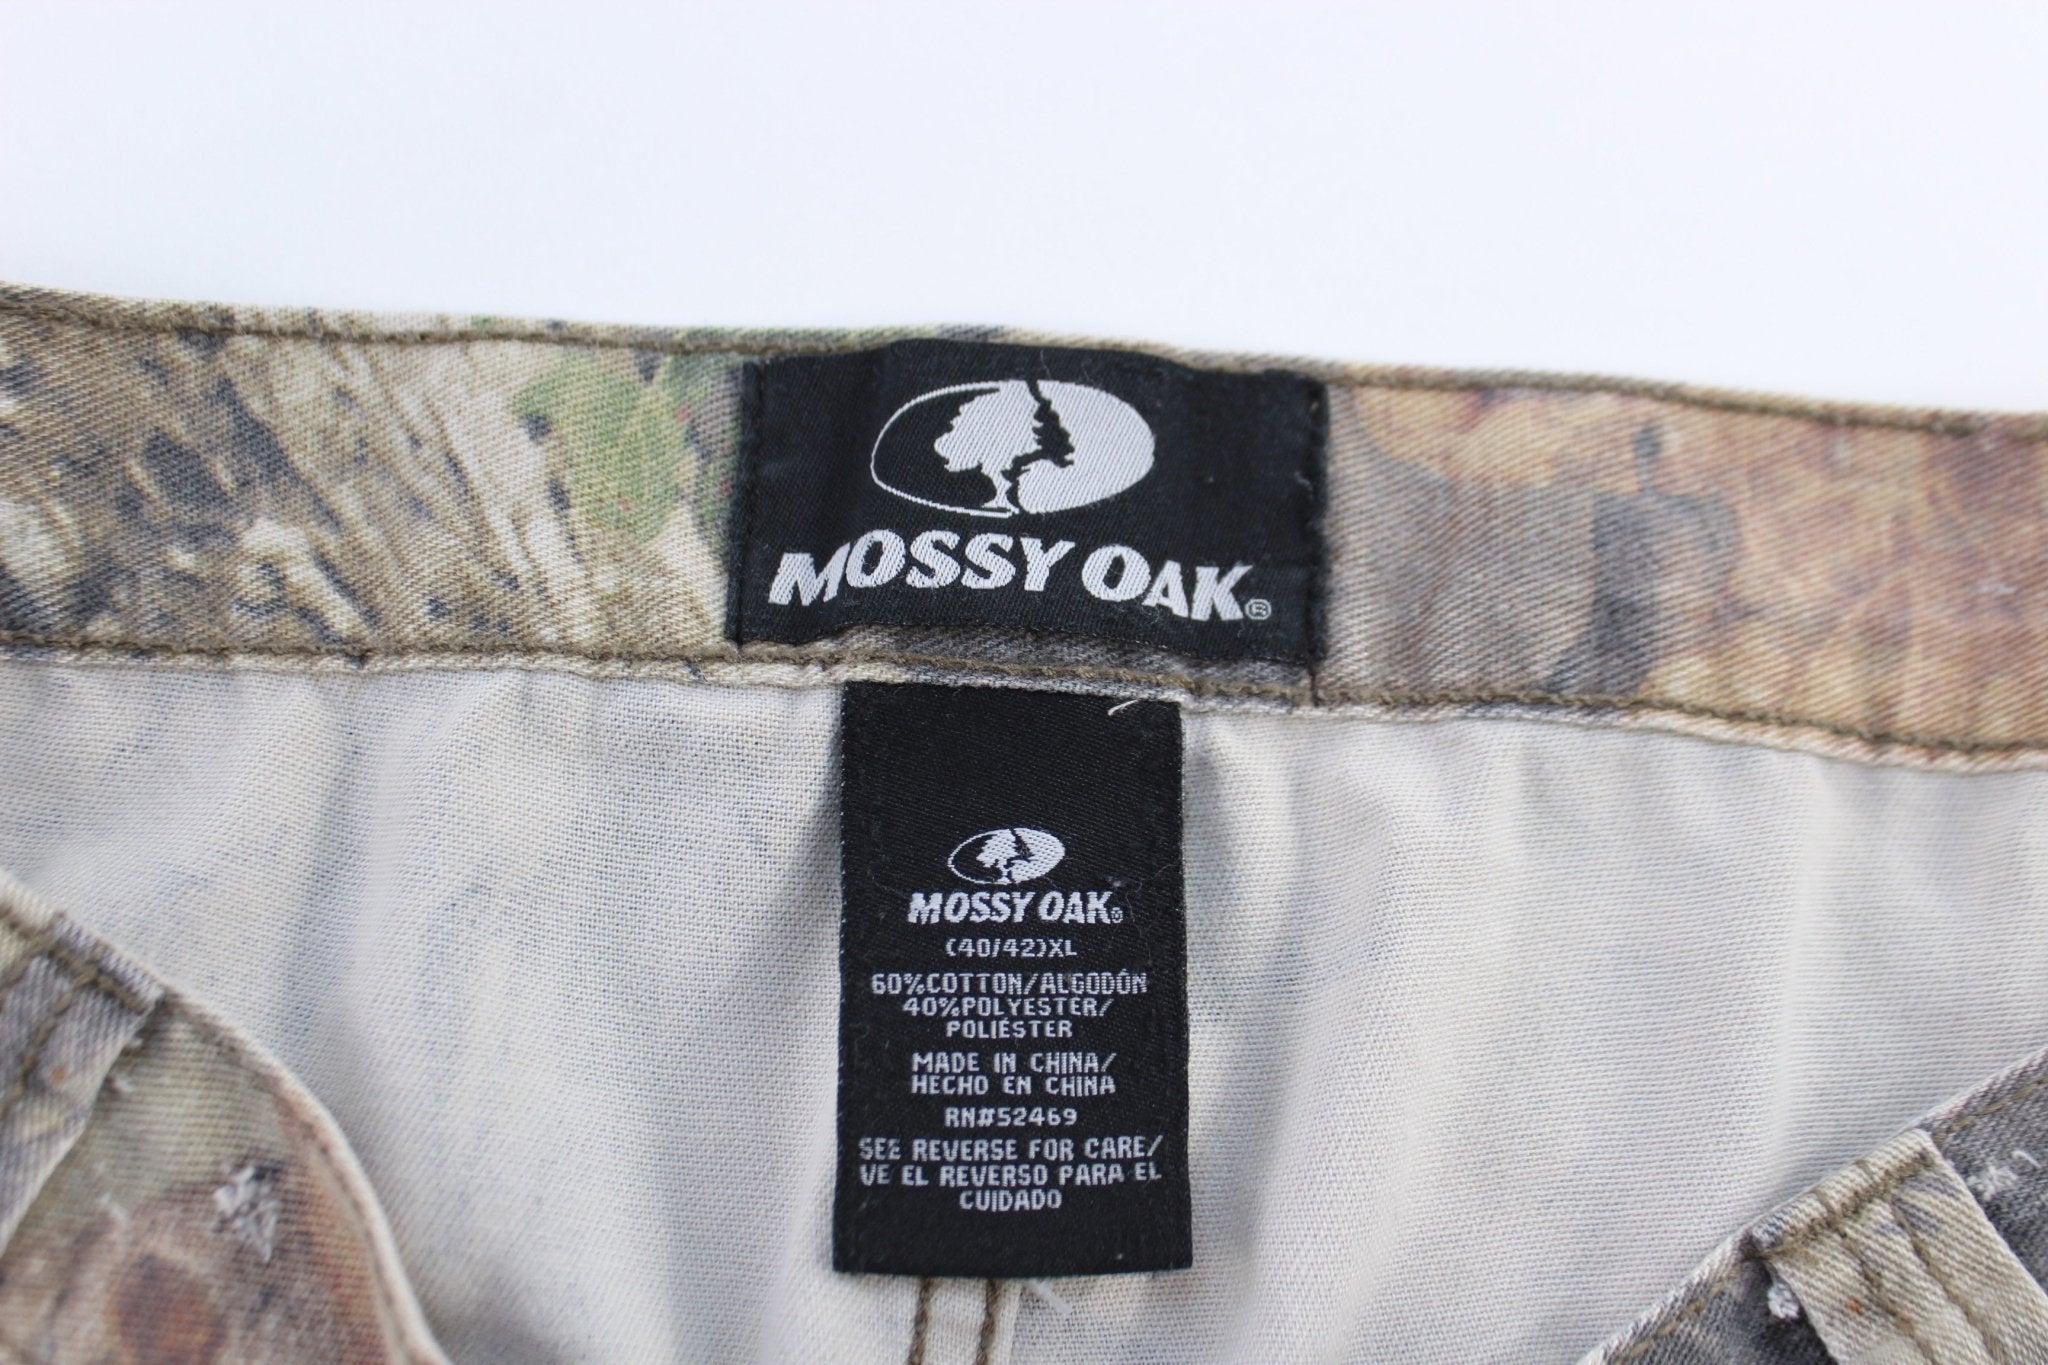 MOSSY OAK®
MOSSY OAK®
(40/42)XL
60%COTTON/ALGODÓN
40%POLYESTER/
POLIÉSTER
MADE IN CHINA/
HECHO EN CHINA
RN#52469
SEE REVERSE FOR CARE/
VE EL REVERSO PARA EL
CUIDADO